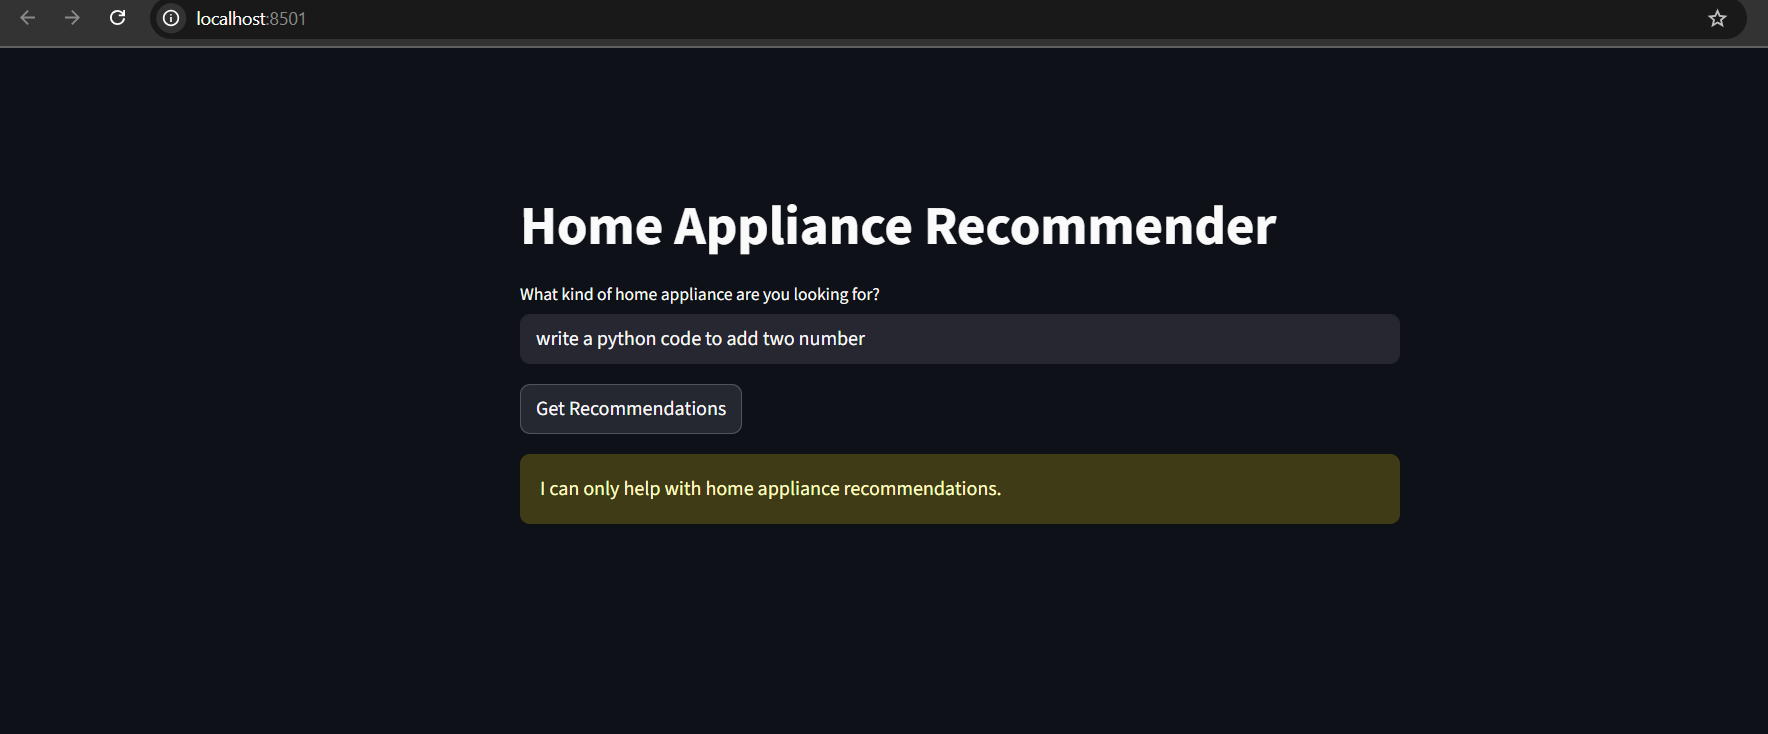 localhost:8501
Home Appliance Recommender
What kind of home appliance are you looking for?
write a python code to add two number
Get Recommendations
I can only help with home appliance recommendations.